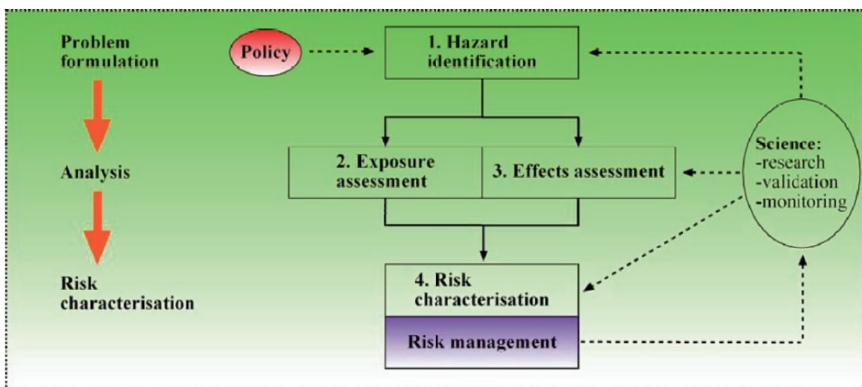 Problem
formulation
Policy
1. Hazard
identification
Analysis
2. Exposure
assessment
3. Effects assessment
Science:
-research
-validation
-monitoring
Risk
characterisation
4. Risk
characterisation
Risk management